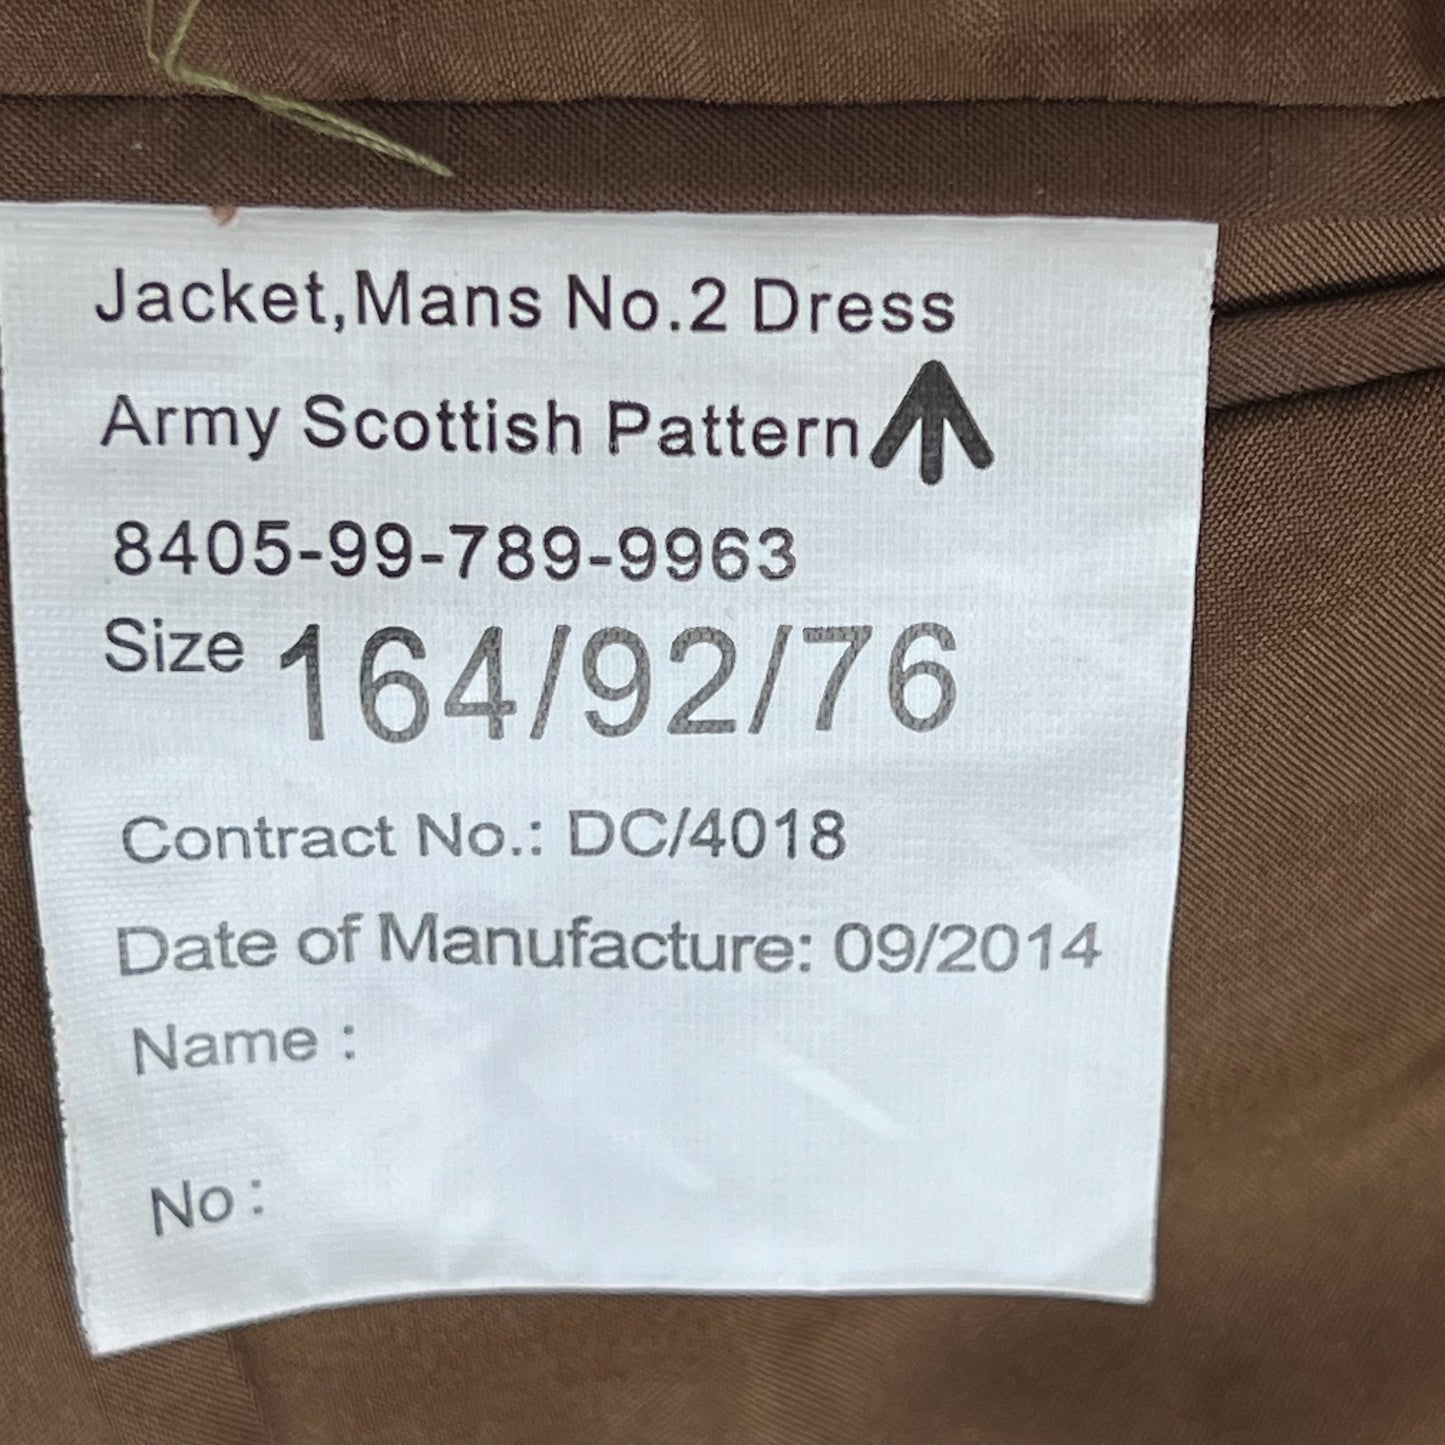 Jacket,Mans No.2 Dress
Army Scottish Pattern
8405-99-789-9963
Size 164/92/76
Contract No.: DC/4018
Date of Manufacture: 09/2014
Name :
No :